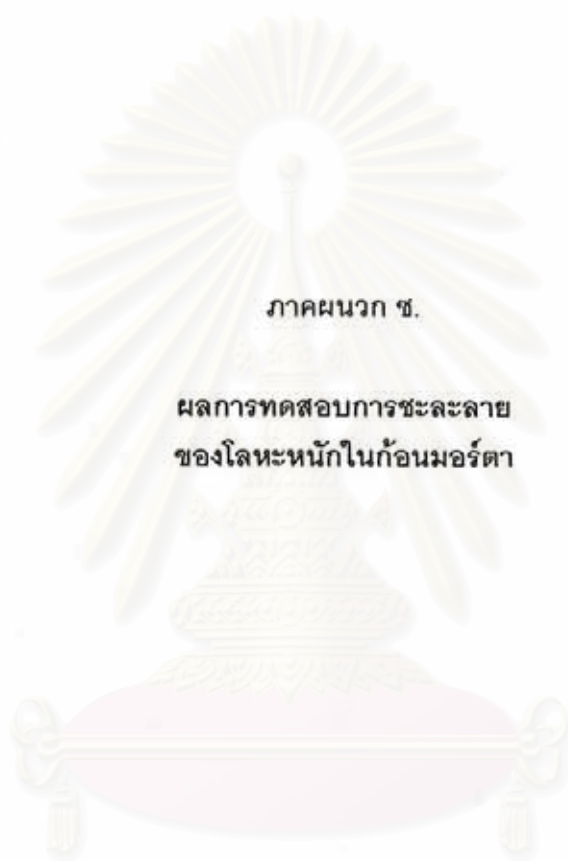 ภาคผนวก ช.
ผลการทดสอบการชะละลาย
ของโลหะหนักในก้อนมอร์ตา